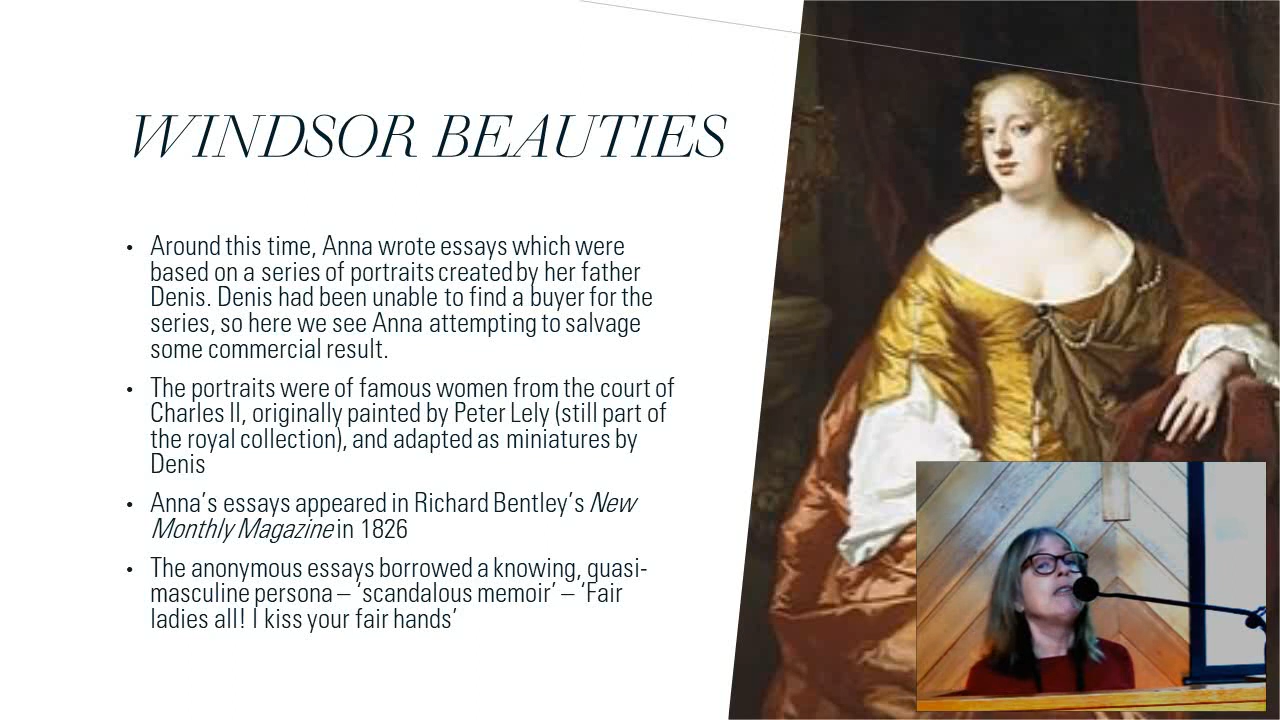 WINDSOR BEAUTIES
• Around this time, Anna wrote essays which were
based on a series of portraits created by her father
Denis. Denis had been unable to find a buyer for the
series, so here we see Anna attempting to salvage
some commercial result.
• The portraits were of famous women from the court of
Charles II, originally painted by Peter Lely (still part of
the royal collection), and adapted as miniatures by
Denis
• Anna’s essays appeared in Richard Bentley’s New
Monthly Magazine in 1826
• The anonymous essays borrowed a knowing, quasi-
masculine persona – ‘scandalous memoir’ – ‘Fair
ladies all! I kiss your fair hands’